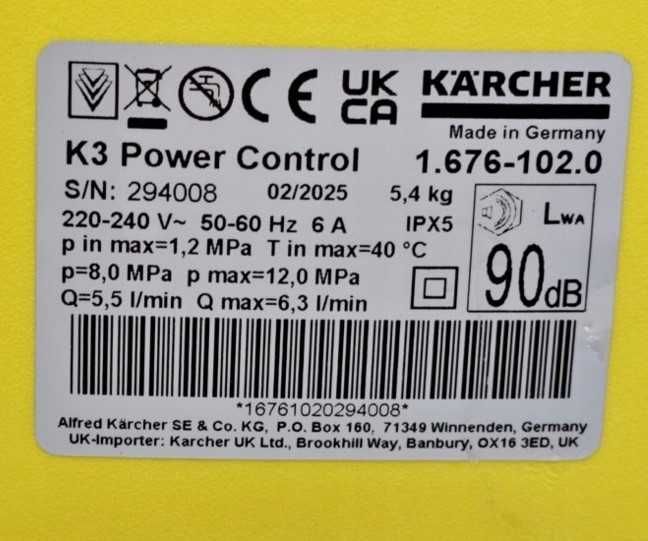 CE UKCA KÄRCHER
Made in Germany
K3 Power Control 1.676-102.0
S/N: 294008 02/2025 5,4 kg
220-240 V~ 50-60 Hz 6 A IPX5
LWA
p in max=1,2 MPa T in max=40 °C
p=8,0 MPa p max=12,0 MPa
90dB
Q=5,5 l/min Q max=6,3 l/min
*16761020294008*
Alfred Kärcher SE & Co. KG, P.O. Box 160, 71349 Winnenden, Germany
UK-Importer: Karcher UK Ltd., Brookhill Way, Banbury, OX16 3ED, UK